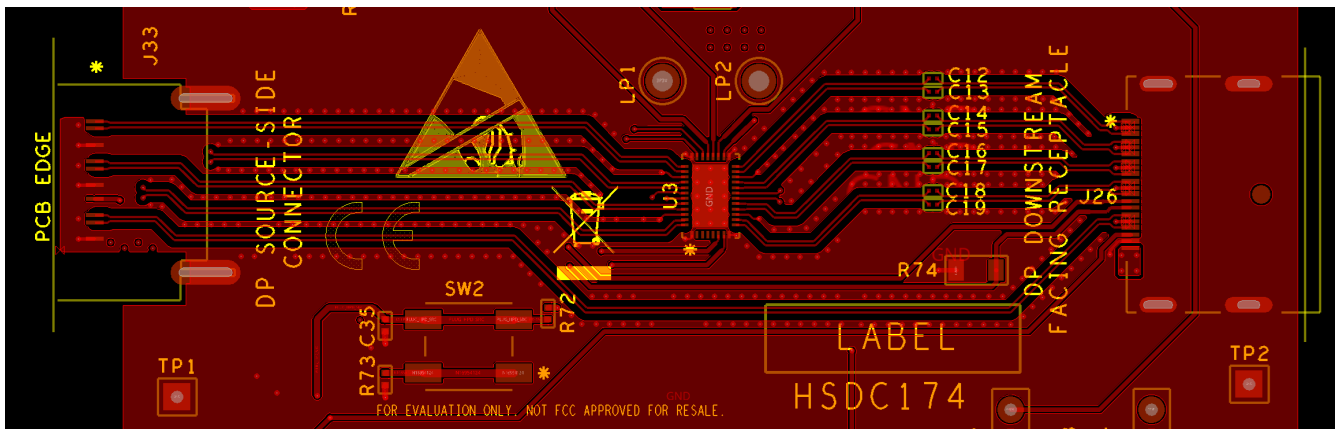 J33
LP1
LP2
C12
C13
C14
C15
C16
C17
C18
C19
PCB EDGE
DP SOURCE-SIDE
CONNECTOR
U3
GND
DP DOWNSTREAM
FACING RECEPTACLE
J26
GND
R74
SW2
R72
C35
R73
LABEL
TP1
TP2
HSDC174
GND
FOR EVALUATION ONLY. NOT FCC APPROVED FOR RESALE.